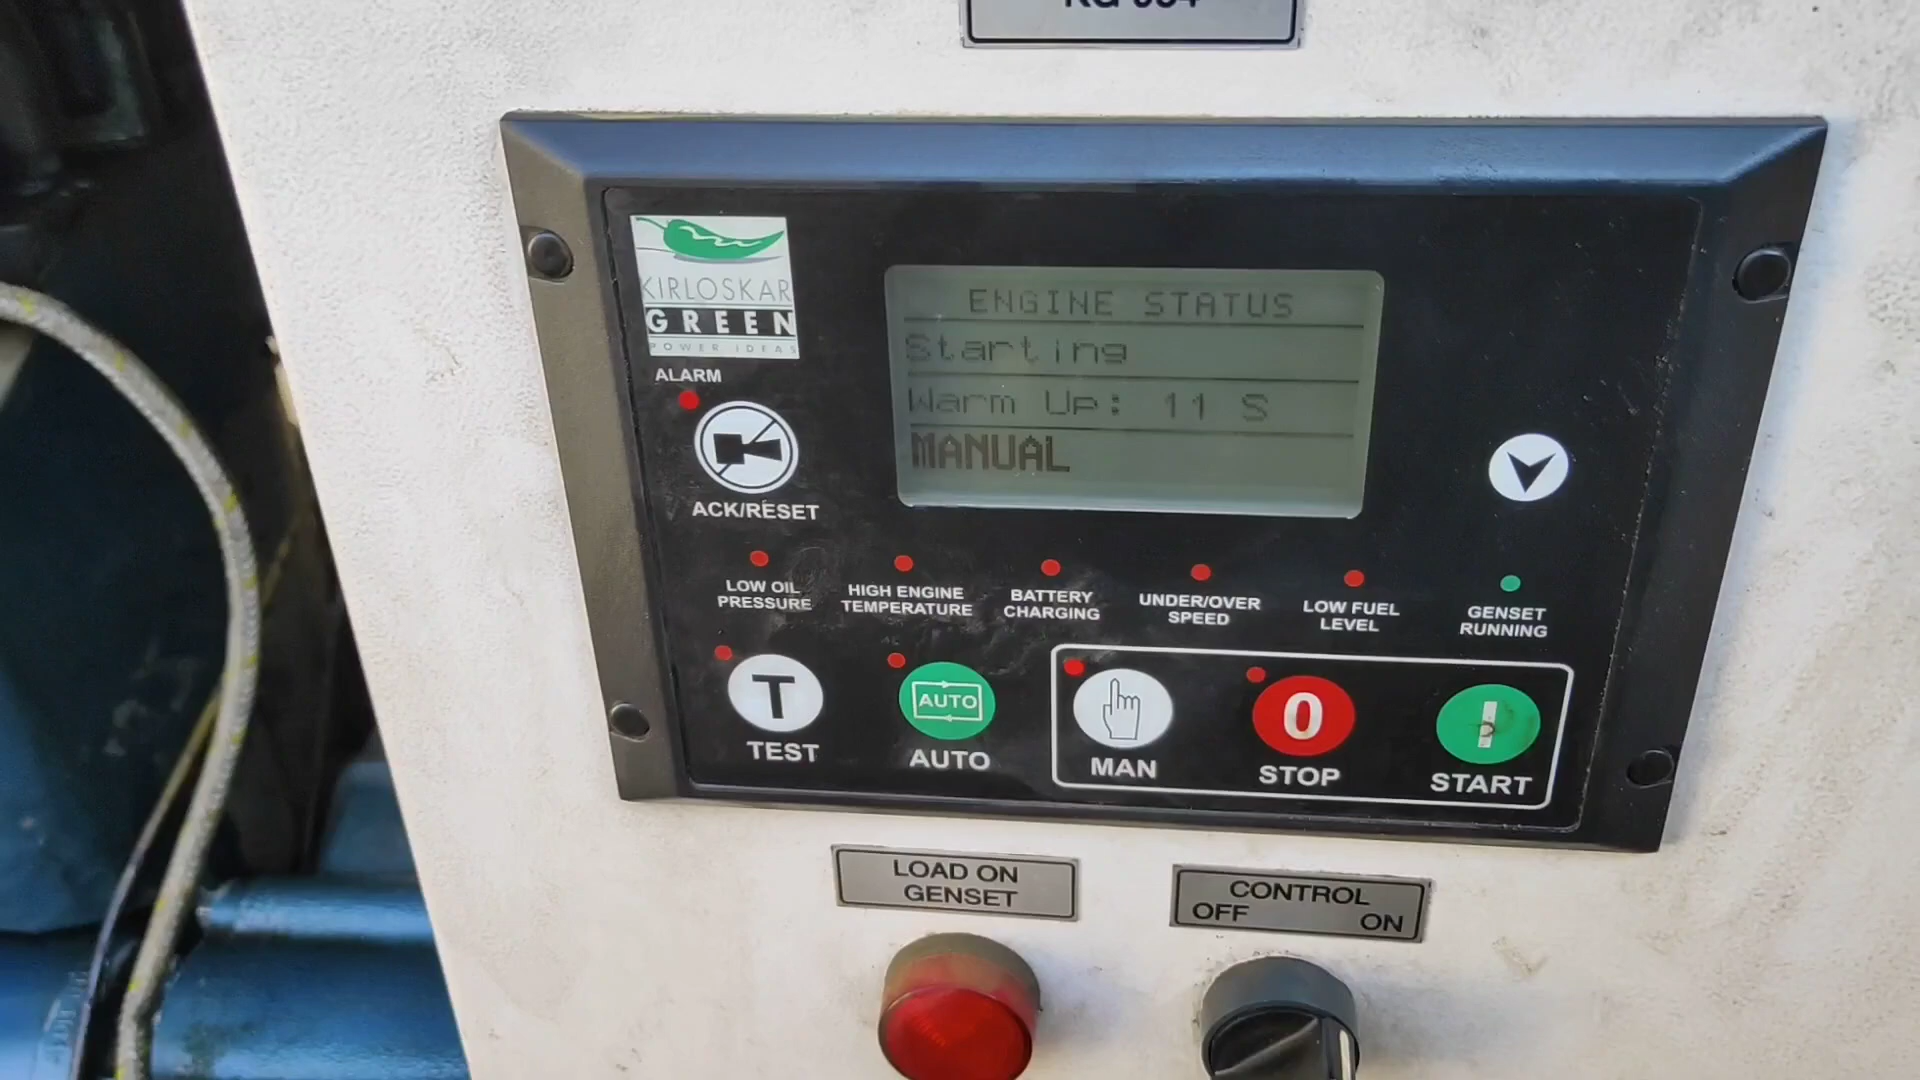 KIRLOSKAR
GREEN
POWER IDEAS
ENGINE STATUS
Starting
Warm Up: 11 S
MANUAL
ALARM
ACK/RESET
LOW OIL
PRESSURE
HIGH ENGINE
TEMPERATURE
BATTERY
CHARGING
UNDER/OVER
SPEED
LOW FUEL
LEVEL
GENSET
RUNNING
T
TEST
AUTO
AUTO
MAN
0
STOP
I
START
LOAD ON
GENSET
CONTROL
OFF ON